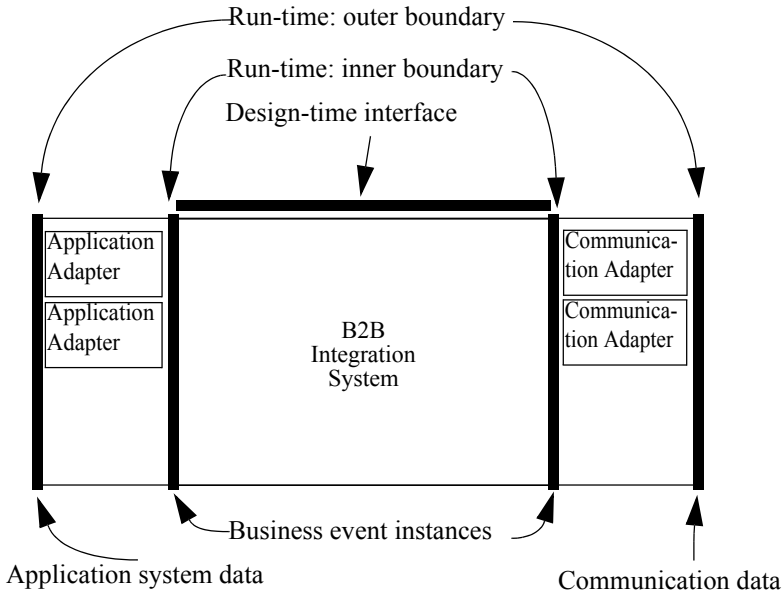 Run-time: outer boundary
Run-time: inner boundary
Design-time interface
Application
Adapter
Application
Adapter
B2B
Integration
System
Communica-
tion Adapter
Communica-
tion Adapter
Business event instances
Application system data
Communication data